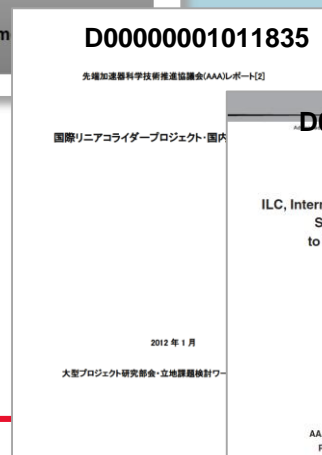 D00000001011835
先端加速器科学技術推進協議会(AAA)レポート[2]
国際リニアコライダープロジェクト・国内
ILC,
to
2012 年 1 月
大型プロジェクト研究部会・立地課題検討ワー